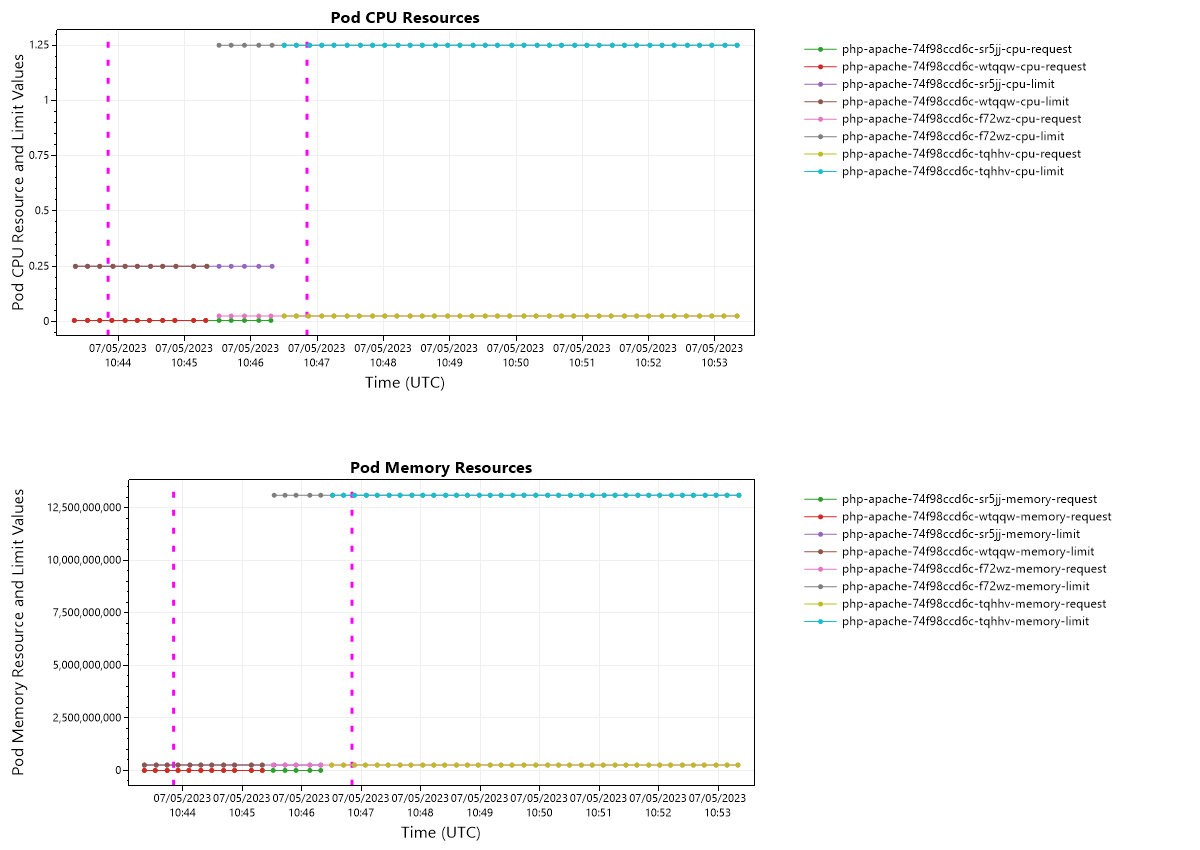 Pod CPU Resources
Pod CPU Resource and Limit Values
1.25
1
0.75
0.5
0.25
0
07/05/2023 07/05/2023 07/05/2023 07/05/2023 07/05/2023 07/05/2023 07/05/2023 07/05/2023 07/05/2023 07/05/2023
10:44 10:45 10:46 10:47 10:48 10:49 10:50 10:51 10:52 10:53
Time (UTC)
php-apache-74f98ccd6c-sr5jj-cpu-request
php-apache-74f98ccd6c-wtqqw-cpu-request
php-apache-74f98ccd6c-sr5jj-cpu-limit
php-apache-74f98ccd6c-wtqqw-cpu-limit
php-apache-74f98ccd6c-f72wz-cpu-request
php-apache-74f98ccd6c-f72wz-cpu-limit
php-apache-74f98ccd6c-tqhhv-cpu-request
php-apache-74f98ccd6c-tqhhv-cpu-limit
Pod Memory Resources
Pod Memory Resource and Limit Values
12,500,000,000
10,000,000,000
7,500,000,000
5,000,000,000
2,500,000,000
0
07/05/2023 07/05/2023 07/05/2023 07/05/2023 07/05/2023 07/05/2023 07/05/2023 07/05/2023 07/05/2023 07/05/2023
10:44 10:45 10:46 10:47 10:48 10:49 10:50 10:51 10:52 10:53
Time (UTC)
php-apache-74f98ccd6c-sr5jj-memory-request
php-apache-74f98ccd6c-wtqqw-memory-request
php-apache-74f98ccd6c-sr5jj-memory-limit
php-apache-74f98ccd6c-wtqqw-memory-limit
php-apache-74f98ccd6c-f72wz-memory-request
php-apache-74f98ccd6c-f72wz-memory-limit
php-apache-74f98ccd6c-tqhhv-memory-request
php-apache-74f98ccd6c-tqhhv-memory-limit